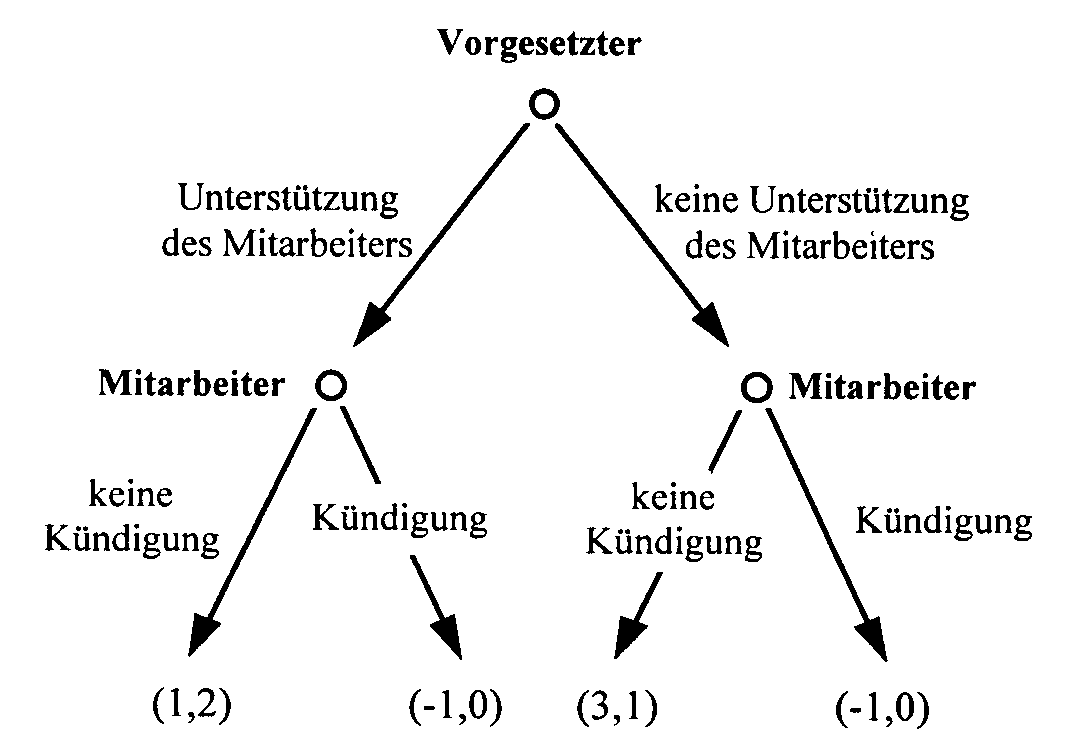 Vorgesetzter
Unterstützung
des Mitarbeiters
keine Unterstützung
des Mitarbeiters
Mitarbeiter
Mitarbeiter
keine
Kündigung
Kündigung
keine
Kündigung
Kündigung
(1,2)
(-1,0)
(3,1)
(-1,0)